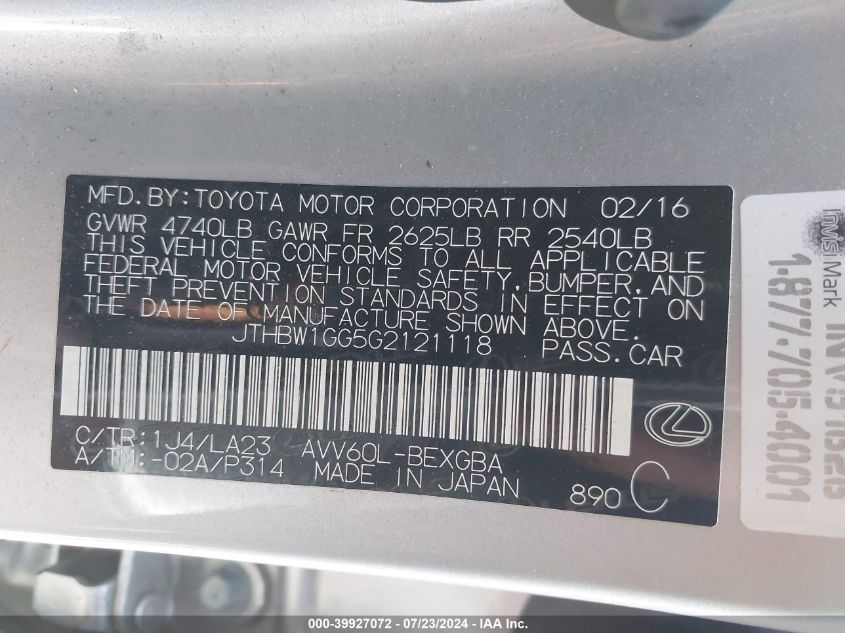 MFD. BY: TOYOTA MOTOR CORPORATION 02/16
GVWR 4740LB GAWR FR 2625LB RR 2540LB
THIS VEHICLE CONFORMS TO ALL APPLICABLE
FEDERAL MOTOR VEHICLE SAFETY, BUMPER, AND
THEFT PREVENTION STANDARDS IN EFFECT ON
THE DATE OF MANUFACTURE SHOWN ABOVE.
JTHBW1GG5G2121118 PASS. CAR
C/TR: 1J4/LA23 AVV60L-BEXGBA
A/TM: -02A/P314 MADE IN JAPAN 890 C
InvisiMark
1-877-705-4001
000-39927072 / 07/23/2024 / IAAI.com